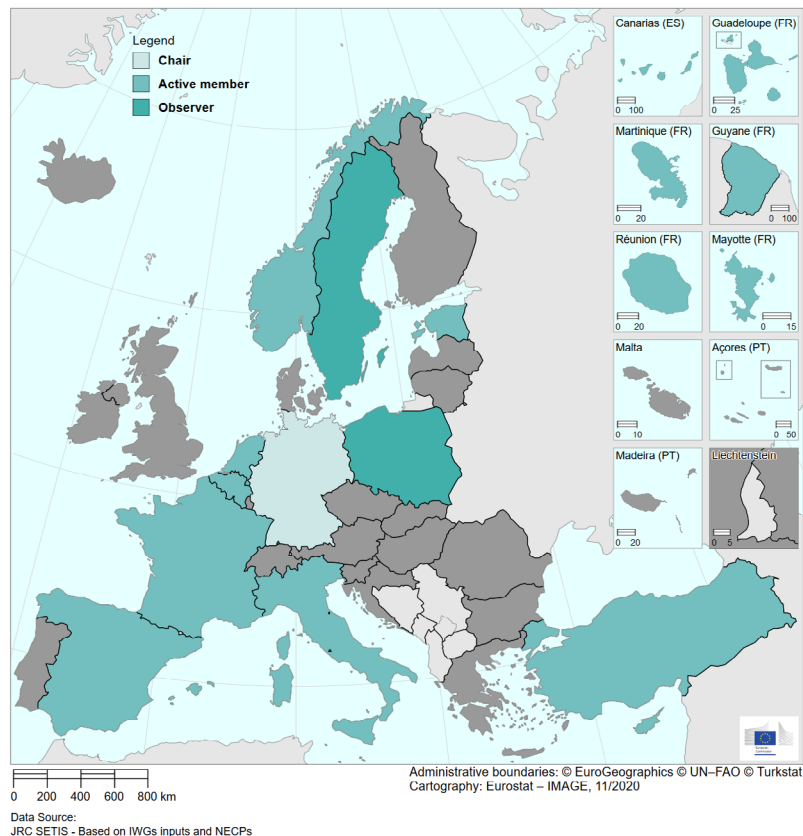 Legend
Chair
Active member
Observer
Canarias (ES)
0 100
Guadeloupe (FR)
0 25
Martinique (FR)
0 20
Guyane (FR)
0 100
Réunion (FR)
0 20
Mayotte (FR)
0 15
Malta
0 10
Açores (PT)
0 50
Madeira (PT)
0 20
Liechtenstein
0 5
European
Commission
0 200 400 600 800 km
Administrative boundaries: © EuroGeographics © UN–FAO © Turkstat
Cartography: Eurostat – IMAGE, 11/2020
Data Source:
JRC SETIS - Based on IWGs inputs and NECPs